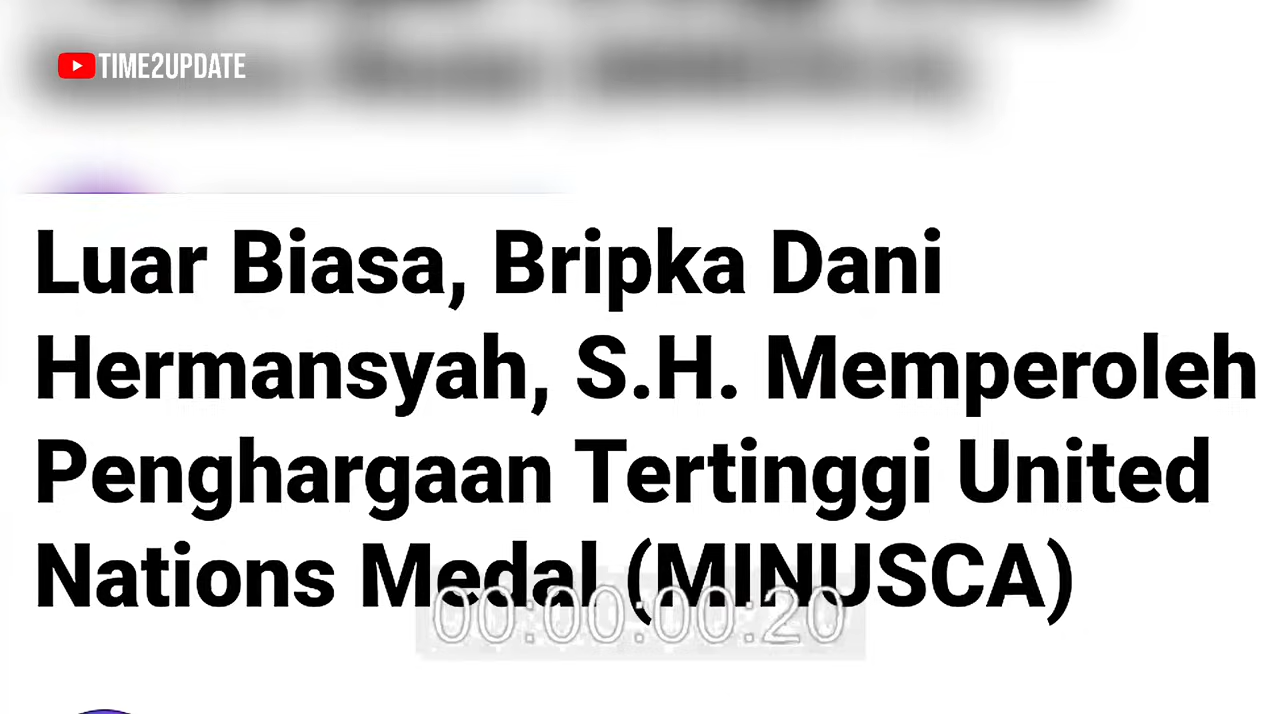 TIME2UPDATE
Luar Biasa, Bripka Dani
Hermansyah, S.H. Memperoleh
Penghargaan Tertinggi United
Nations Medal (MINUSCA)
00:00:00:20